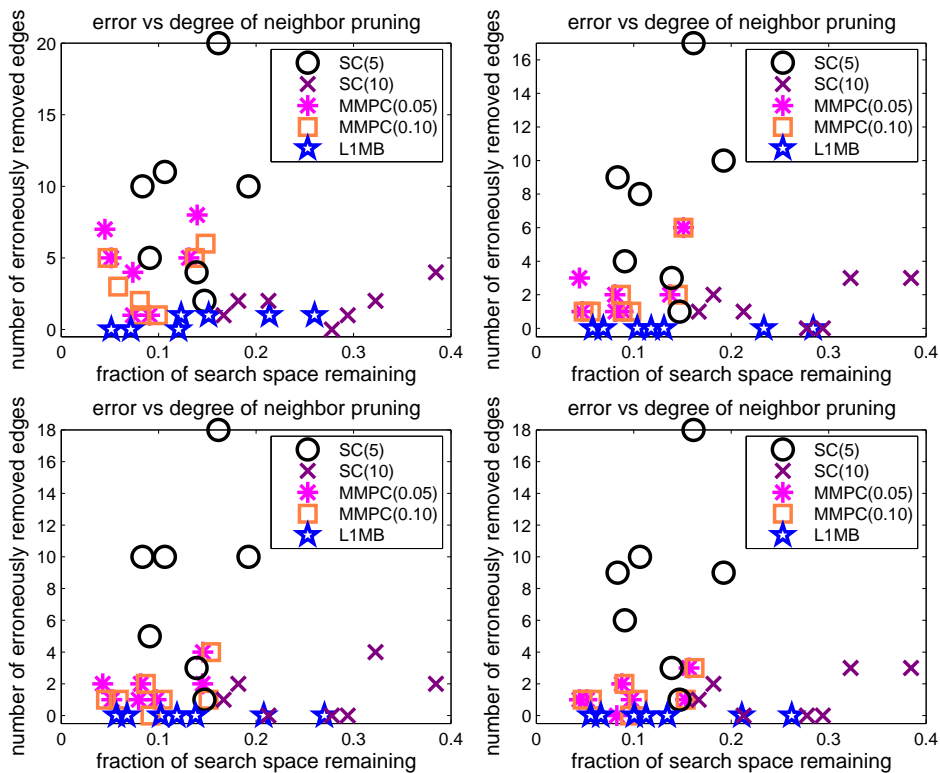 error vs degree of neighbor pruning
number of erroneously removed edges
20
15
10
5
0
0
0.1
0.2
0.3
0.4
fraction of search space remaining
SC(5)
SC(10)
MMPC(0.05)
MMPC(0.10)
L1MB
error vs degree of neighbor pruning
number of erroneously removed edges
16
14
12
10
8
6
4
2
0
0
0.1
0.2
0.3
0.4
fraction of search space remaining
SC(5)
SC(10)
MMPC(0.05)
MMPC(0.10)
L1MB
error vs degree of neighbor pruning
number of erroneously removed edges
18
16
14
12
10
8
6
4
2
0
0
0.1
0.2
0.3
0.4
fraction of search space remaining
SC(5)
SC(10)
MMPC(0.05)
MMPC(0.10)
L1MB
error vs degree of neighbor pruning
number of erroneously removed edges
18
16
14
12
10
8
6
4
2
0
0
0.1
0.2
0.3
0.4
fraction of search space remaining
SC(5)
SC(10)
MMPC(0.05)
MMPC(0.10)
L1MB